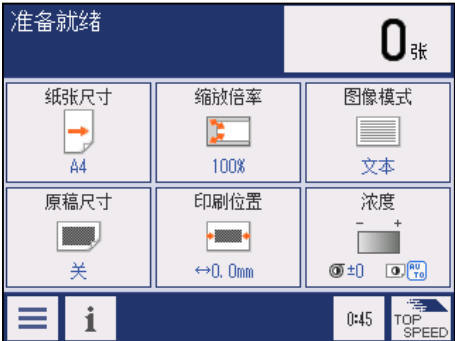 准备就绪
0张
纸张尺寸
A4
缩放倍率
100%
图像模式
文本
原稿尺寸
关
印刷位置
↔0.0mm
浓度
- +
±0 AUTO
i
0:45
TOP SPEED